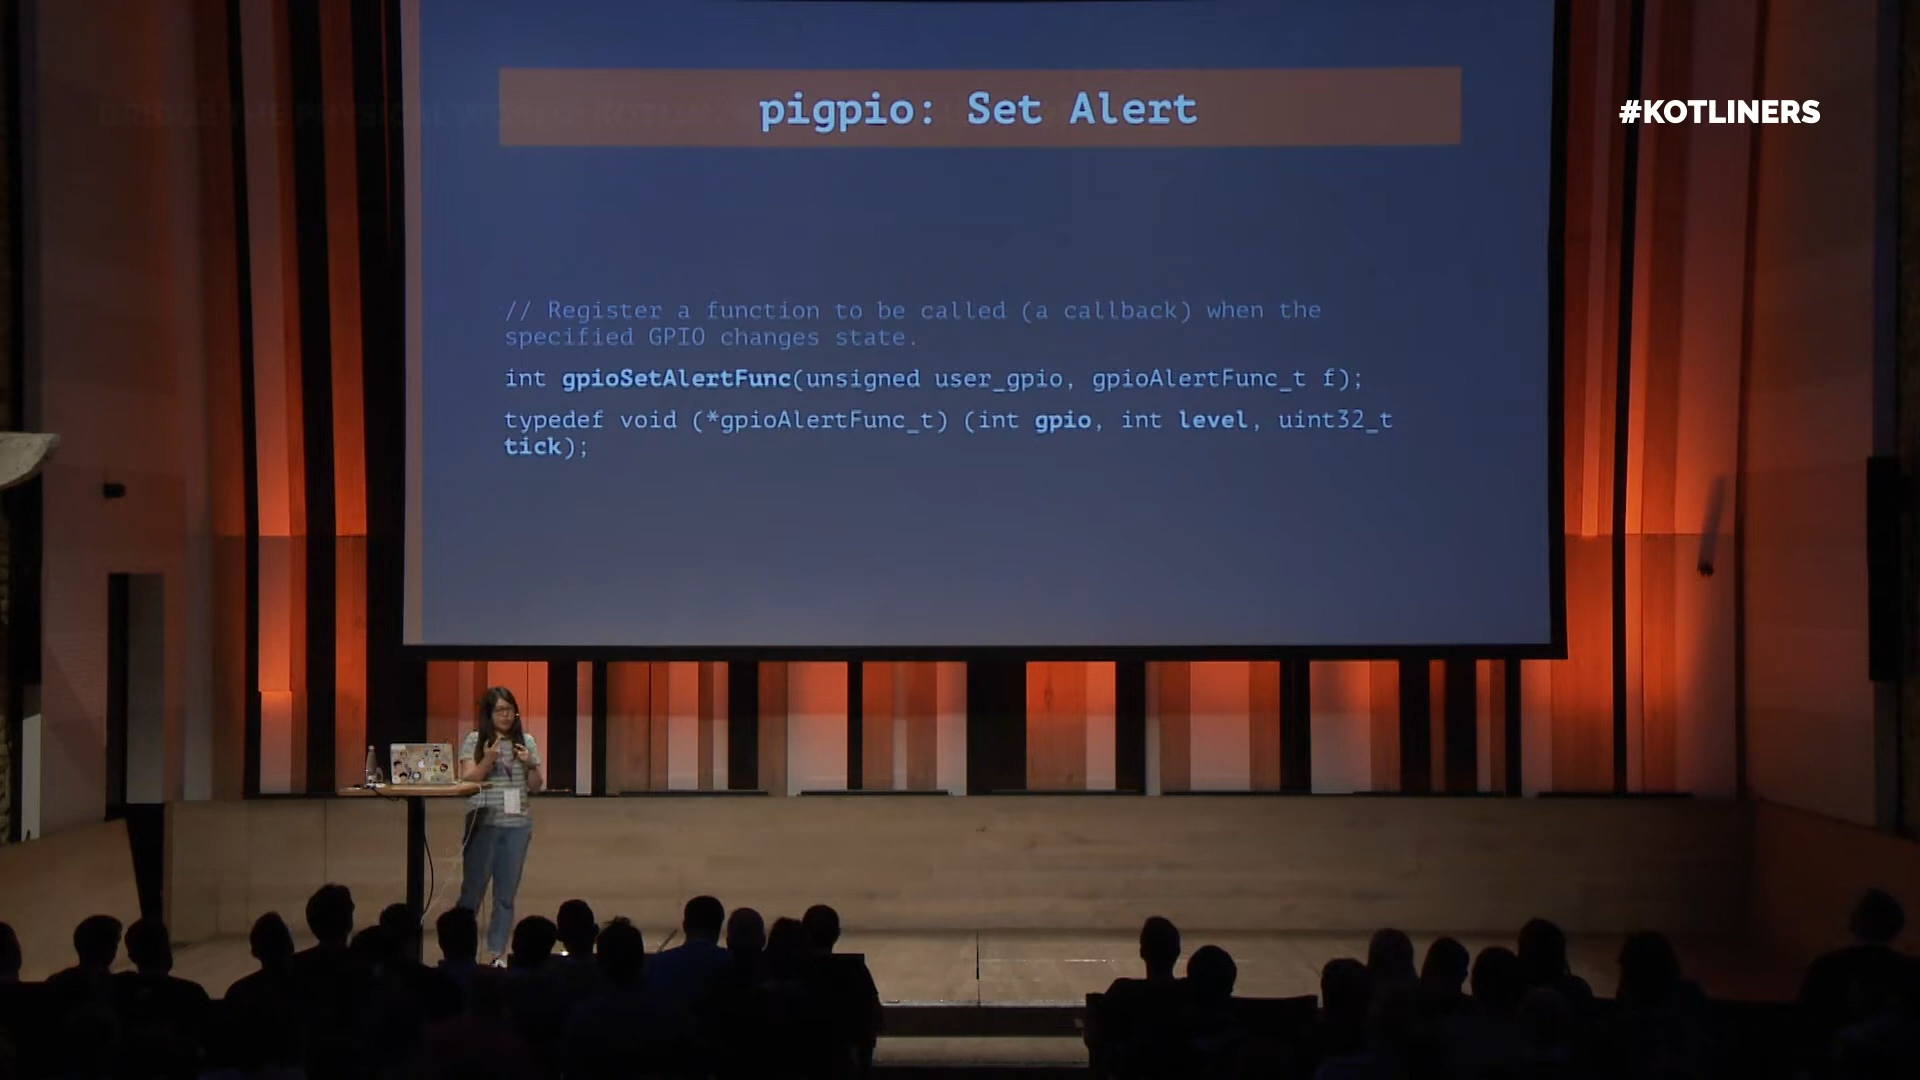 pigpio: Set Alert
#KOTLINERS
// Register a function to be called (a callback) when the
specified GPIO changes state.
int gpioSetAlertFunc(unsigned user_gpio, gpioAlertFunc_t f);
typedef void (*gpioAlertFunc_t) (int gpio, int level, uint32_t
tick);